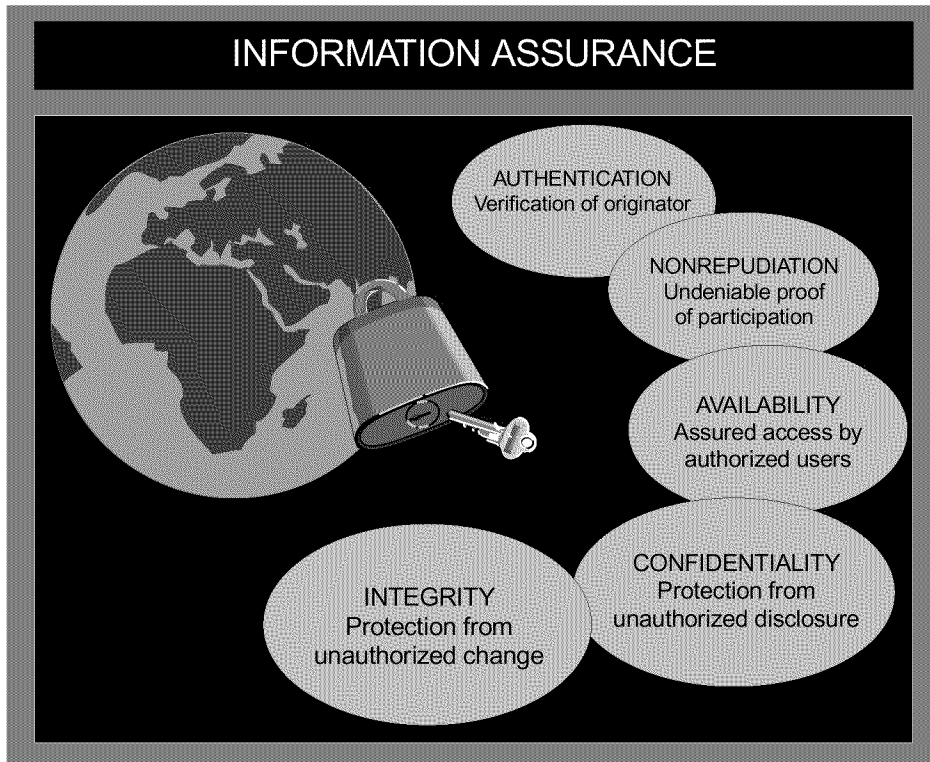 INFORMATION ASSURANCE
AUTHENTICATION
Verification of originator
NONREPUDIATION
Undeniable proof
of participation
AVAILABILITY
Assured access by
authorized users
CONFIDENTIALITY
Protection from
unauthorized disclosure
INTEGRITY
Protection from
unauthorized change